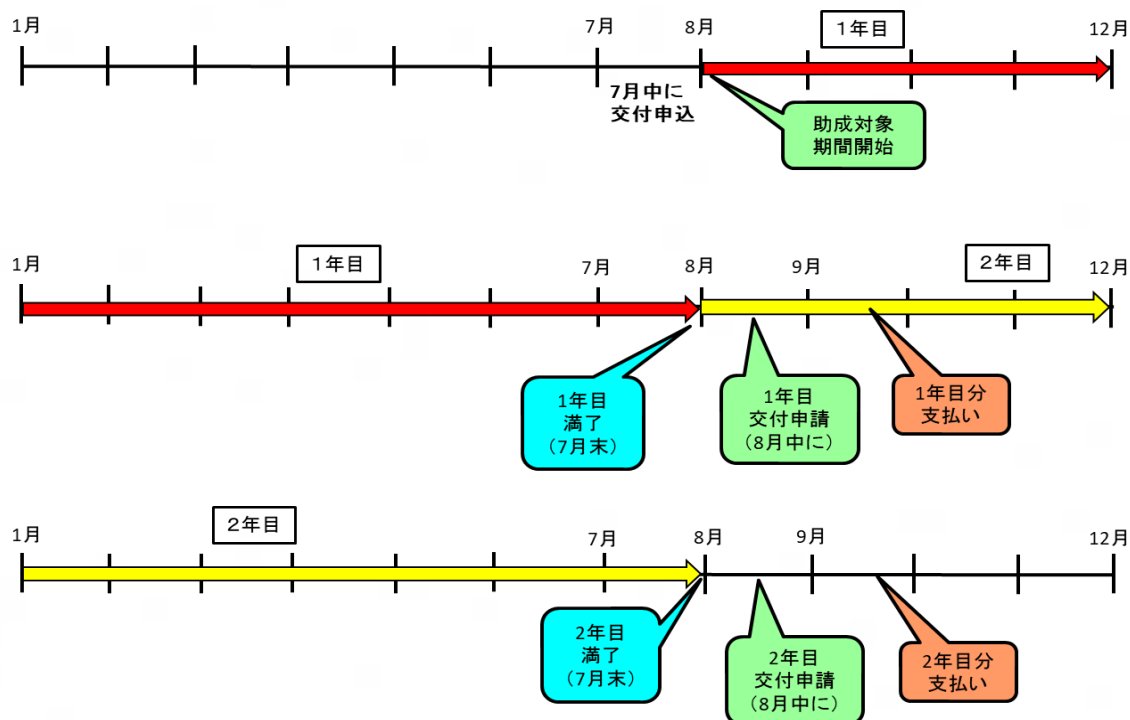 1月
7月
8月
1年目
12月
7月中に
交付申込
助成対象
期間開始
1月
1年目
7月
8月
9月
2年目
12月
1年目
満了
（7月末）
1年目
交付申請
（8月中に）
1年目分
支払い
1月
2年目
7月
8月
9月
12月
2年目
満了
（7月末）
2年目
交付申請
（8月中に）
2年目分
支払い